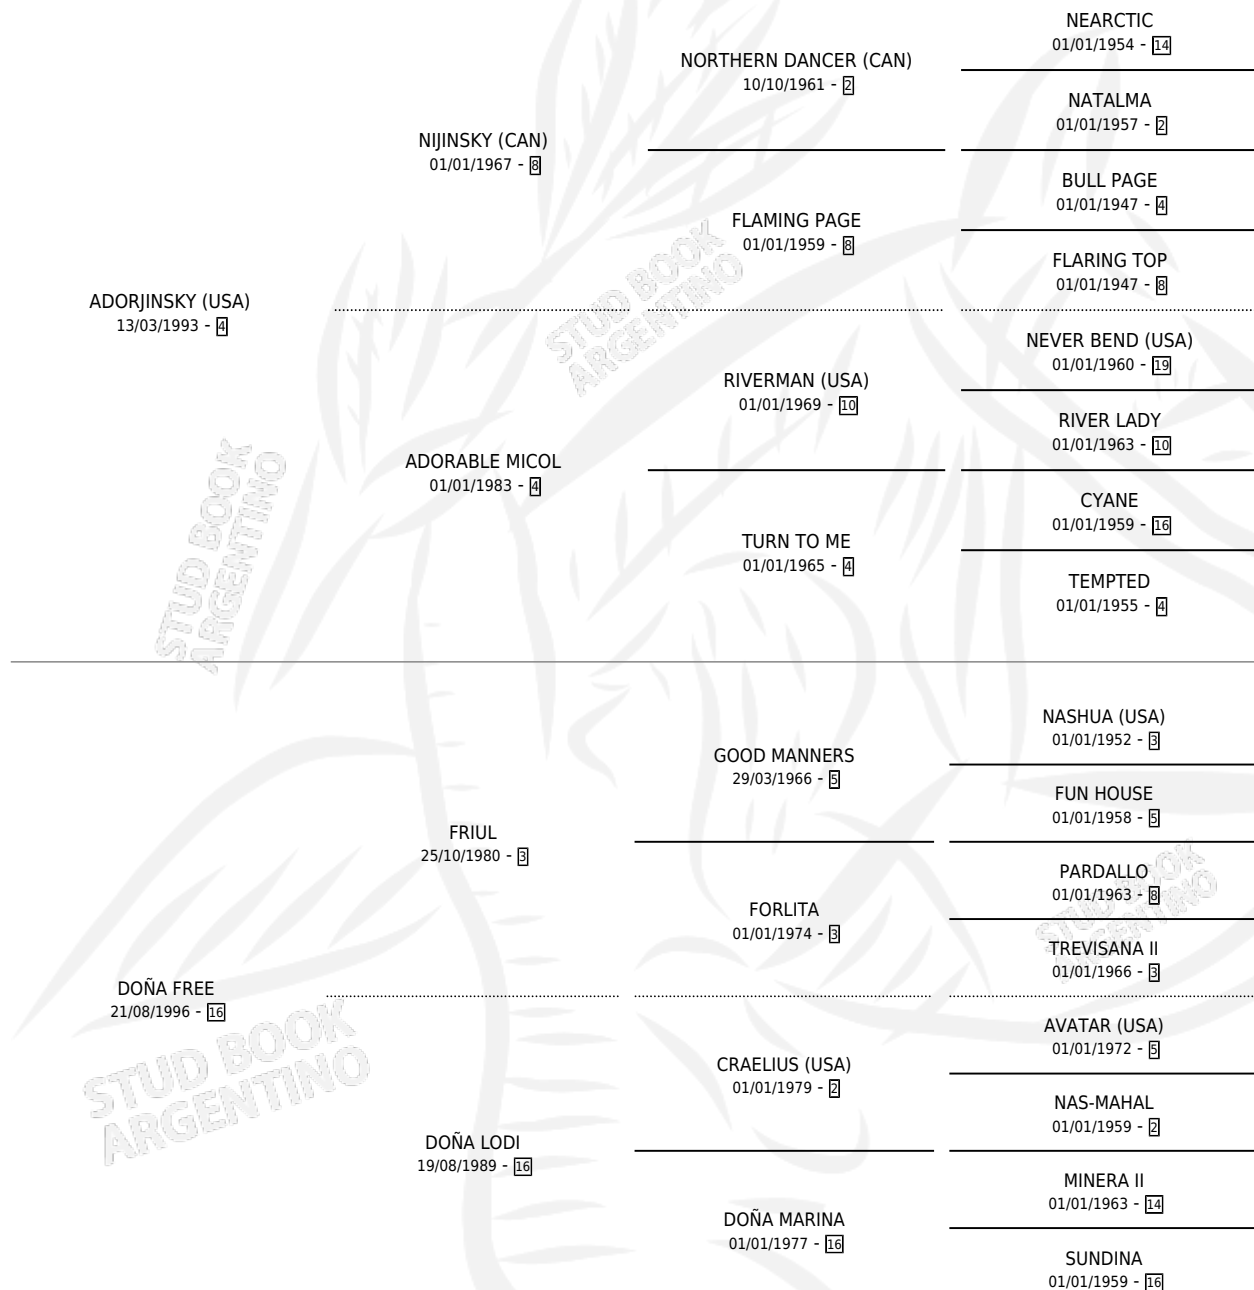 NEARCTIC
01/01/1954 - 14
NORTHERN DANCER (CAN)
10/10/1961 - 2
NATALMA
01/01/1957 - 2
NIJINSKY (CAN)
01/01/1967 - 8
BULL PAGE
01/01/1947 - 4
FLAMING PAGE
01/01/1959 - 8
FLARING TOP
01/01/1947 - 8
ADORJINSKY (USA)
13/03/1993 - 4
STUD BOOK
ARGENTINO
NEVER BEND (USA)
01/01/1960 - 19
RIVERMAN (USA)
01/01/1969 - 10
RIVER LADY
01/01/1963 - 10
ADORABLE MICOL
01/01/1983 - 4
CYANE
01/01/1959 - 16
TURN TO ME
01/01/1965 - 4
TEMPTED
01/01/1955 - 4
STUD BOOK
ARGENTINO
NASHUA (USA)
01/01/1952 - 3
GOOD MANNERS
29/03/1966 - 5
FUN HOUSE
01/01/1958 - 5
FRIUL
25/10/1980 - 3
PARDALLO
01/01/1963 - 8
FORLITA
01/01/1974 - 3
TREVISANA II
01/01/1966 - 3
STUD BOOK
ARGENTINO
DOÑA FREE
21/08/1996 - 16
STUD BOOK
ARGENTINO
AVATAR (USA)
01/01/1972 - 5
CRAELIUS (USA)
01/01/1979 - 2
NAS-MAHAL
01/01/1959 - 2
DOÑA LODI
19/08/1989 - 16
MINERA II
01/01/1963 - 14
DOÑA MARINA
01/01/1977 - 16
SUNDINA
01/01/1959 - 16